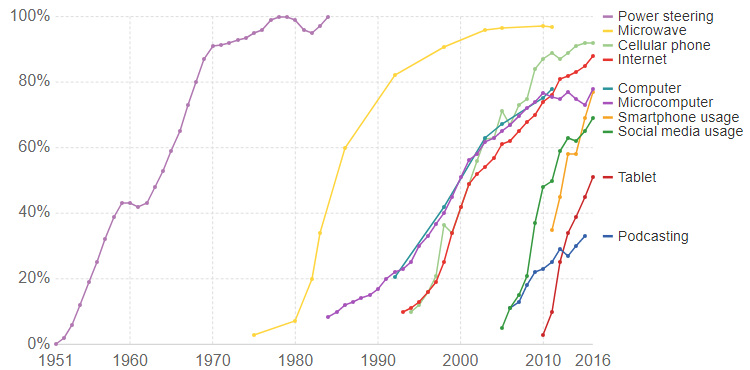 100%
80%
60%
40%
20%
0%
1951 1960 1970 1980 1990 2000 2010 2016
Power steering
Microwave
Cellular phone
Internet
Computer
Microcomputer
Smartphone usage
Social media usage
Tablet
Podcasting